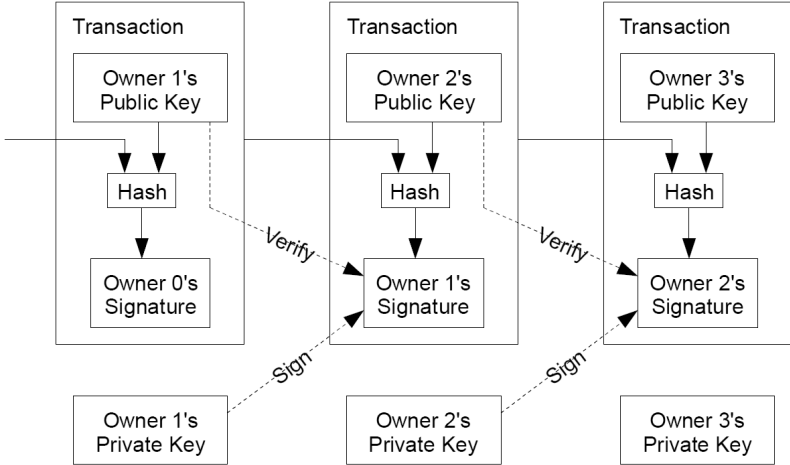 Transaction
Owner 1's
Public Key
Hash
Owner 0's
Signature
Transaction
Owner 2's
Public Key
Hash
Verify
Owner 1's
Signature
Sign
Transaction
Owner 3's
Public Key
Hash
Verify
Owner 2's
Signature
Sign
Owner 1's
Private Key
Owner 2's
Private Key
Owner 3's
Private Key